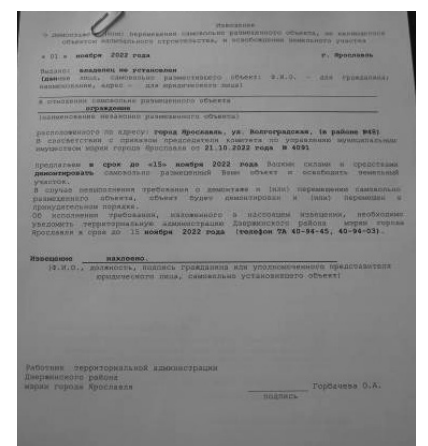 Извещение
о демонтаже (или) перемещении самовольно размещенного объекта, не являющегося
объектом капитального строительства, и освобождении земельного участка
« 01 » ноября 2022 года г. Ярославль
Выдано: владелец не установлен
(данные лица, самовольно разместившего объект: Ф.И.О. – для гражданина;
наименование, адрес – для юридического лица)
в отношении самовольно размещенного объекта
ограждения
(наименование незаконно размещенного объекта)
расположенного по адресу: город Ярославль, ул. Волгоградская, (в районе
В соответствии с приказом председателя комитета по управлению муниципальным
имуществом мэрии города Ярославля от 21.10.2022 года № 4091
предлагаем в срок до «15» ноября 2022 года Вашими силами и средствами
демонтировать самовольно размещенный Вами объект и освободить земельный
участок.
В случае невыполнения требования о демонтаже и (или) перемещении самовольно
размещенного объекта, объект будет демонтирован и (или) перемещен в
принудительном порядке.
Об исполнении требования, изложенного в настоящем извещении, необходимо
уведомить территориальную администрацию Дзержинского района мэрии города
Ярославля в срок до 15 ноября 2022 года (телефон ТА 40-94-45, 40-94-03).
Извещение наклеено.
(Ф.И.О., должность, подпись гражданина или уполномоченного представителя
юридического лица, самовольно установившего объект)
Работник территориальной администрации
Дзержинского района
мэрии города Ярославля Горбачева О.А.
подпись